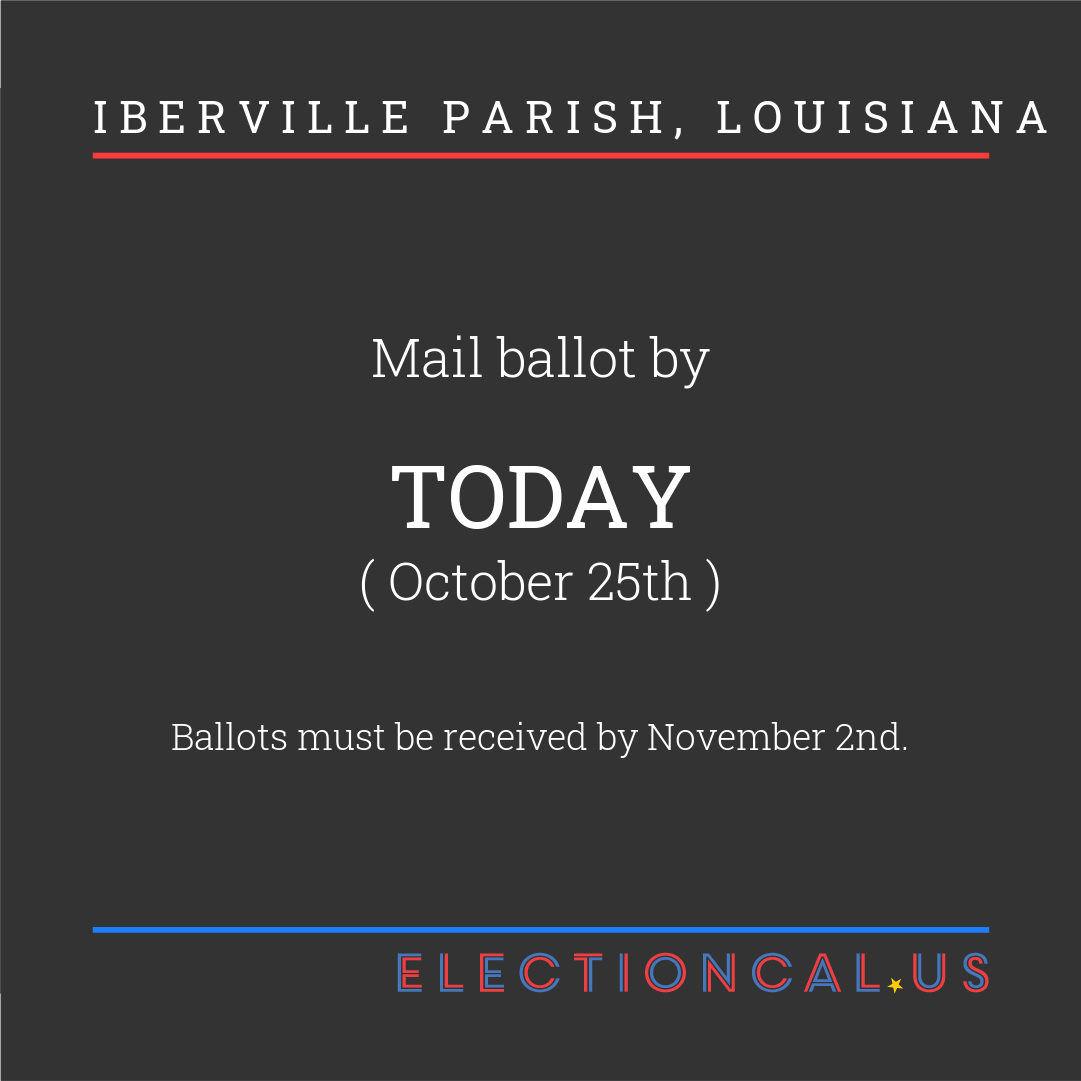 IBERVILLE PARISH, LOUISIANA
Mail ballot by
TODAY
( October 25th )
Ballots must be received by November 2nd.
ELECTIONCAL.US